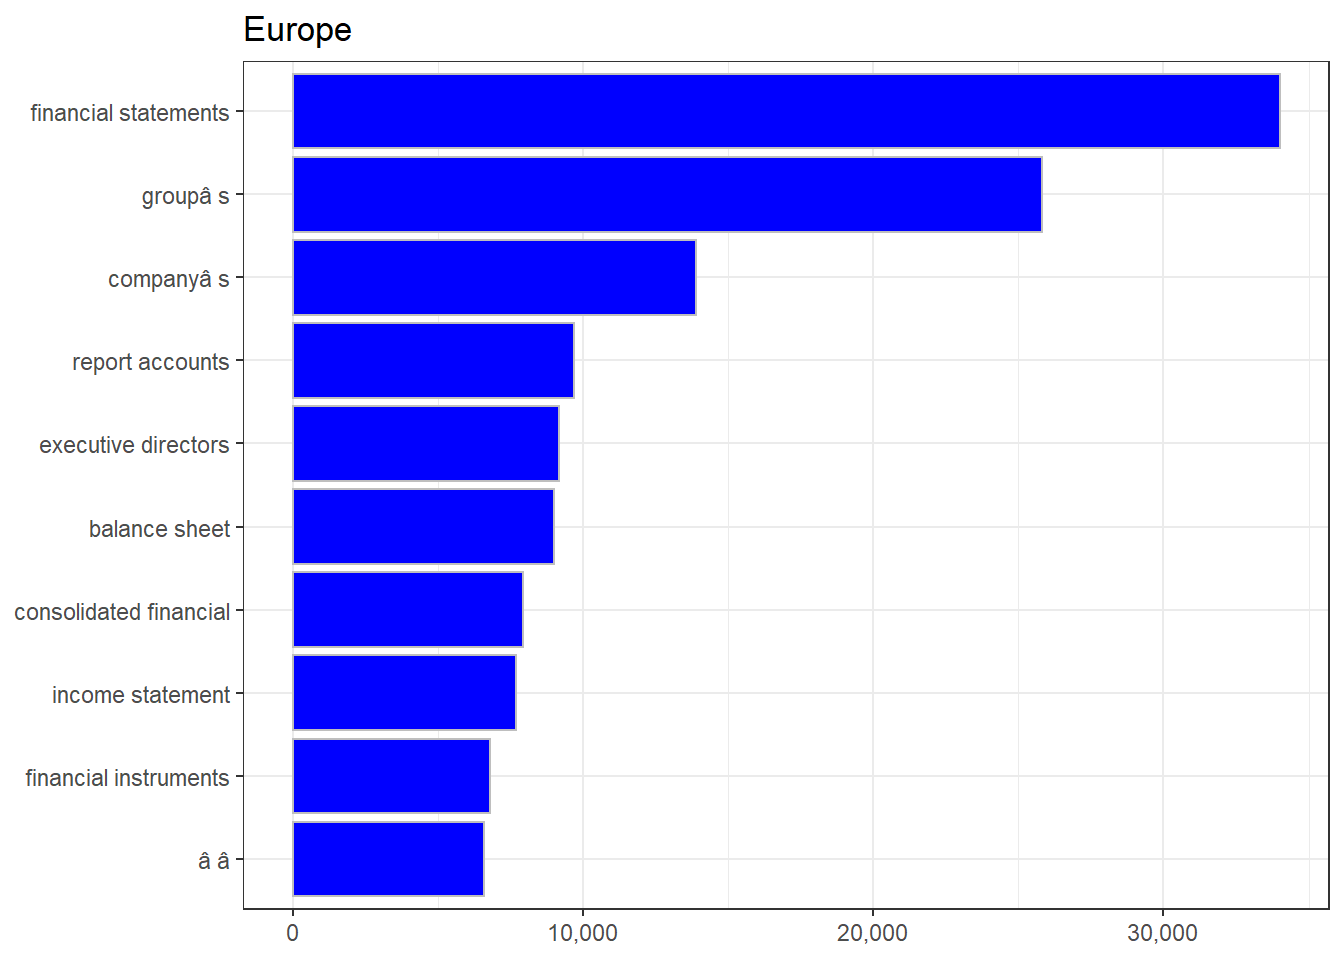 Europe
financial statements
groupâ s
companyâ s
report accounts
executive directors
balance sheet
consolidated financial
income statement
financial instruments
â â
0 10,000 20,000 30,000